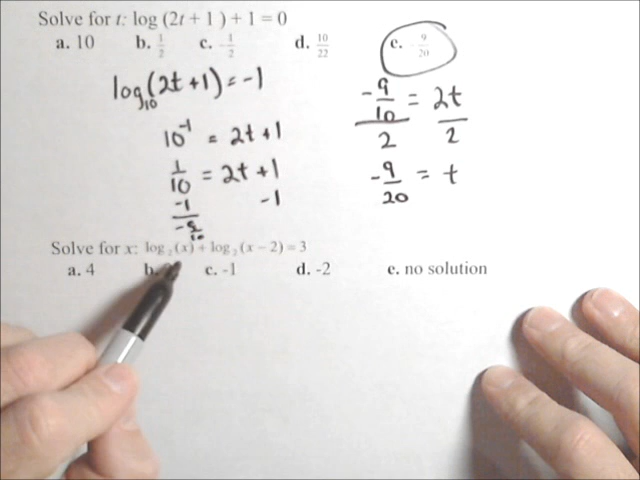 Solve for t: log (2t + 1) + 1 = 0
a. 10 b. 1/2 c. -1/2 d. 10/22 e. -9/20
log₁₀(2t+1) = -1
10⁻¹ = 2t+1
1/10 = 2t+1
-1 -1
-9/10
-9/10 = 2t
2 2
-9/20 = t
Solve for x: log₂(x) + log₂(x − 2) = 3
a. 4 b. c. -1 d. -2 e. no solution